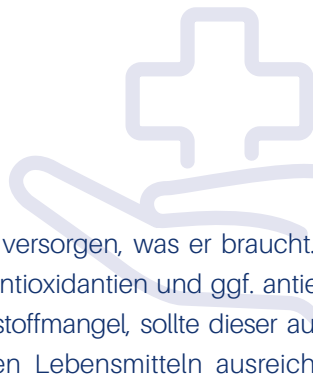 versorgen, was er braucht.
ntioxidantien und ggf. antie
stoffmangel, sollte dieser au
en Lebensmitteln ausreich